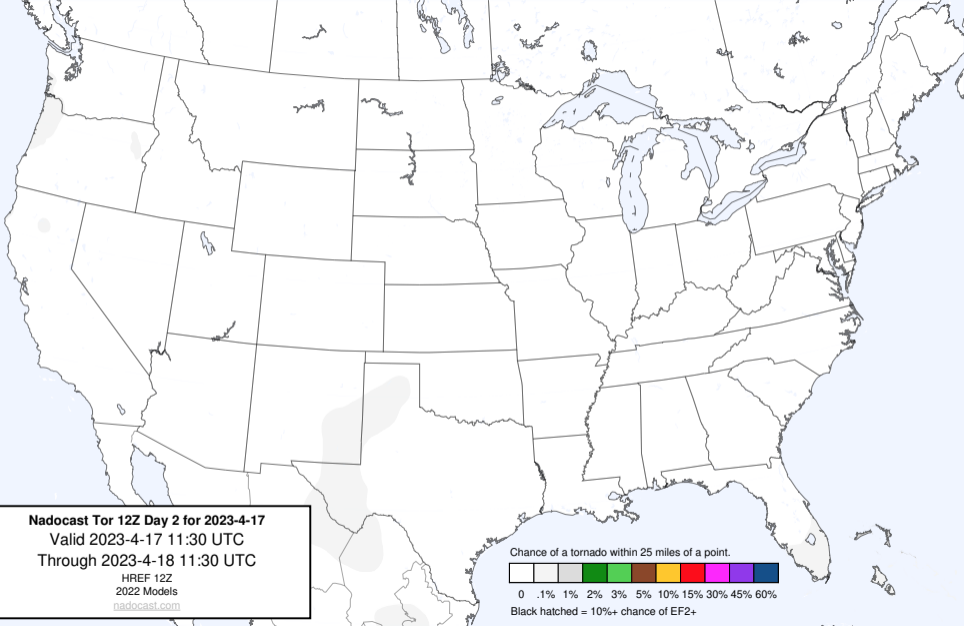 Nadocast Tor 12Z Day 2 for 2023-4-17
Valid 2023-4-17 11:30 UTC
Through 2023-4-18 11:30 UTC
HREF 12Z
2022 Models
nadocast.com
Chance of a tornado within 25 miles of a point.
0 .1% 1% 2% 3% 5% 10% 15% 30% 45% 60%
Black hatched = 10%+ chance of EF2+